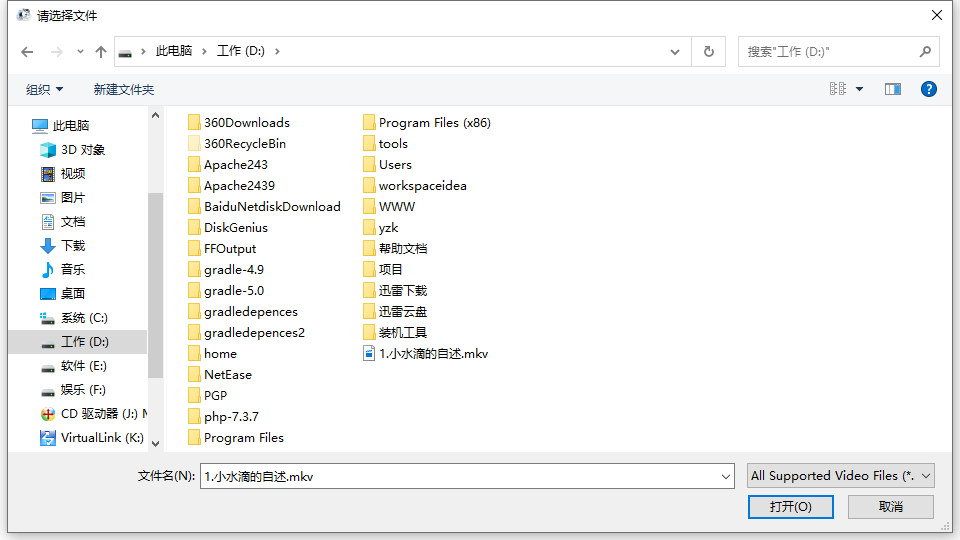 请选择文件
此电脑 工作 (D:)
搜索"工作 (D:)"
组织
新建文件夹
此电脑
3D 对象
视频
图片
文档
下载
音乐
桌面
系统 (C:)
工作 (D:)
软件 (E:)
娱乐 (F:)
CD 驱动器 (J:) M
VirtualLink (K:)
360Downloads
360RecycleBin
Apache243
Apache2439
BaiduNetdiskDownload
DiskGenius
FFOutput
gradle-4.9
gradle-5.0
gradledepences
gradledepences2
home
NetEase
PGP
php-7.3.7
Program Files
Program Files (x86)
tools
Users
workspaceidea
WWW
yzk
帮助文档
项目
迅雷下载
迅雷云盘
装机工具
1.小水滴的自述.mkv
文件名(N):
1.小水滴的自述.mkv
All Supported Video Files (*.
打开(O)
取消